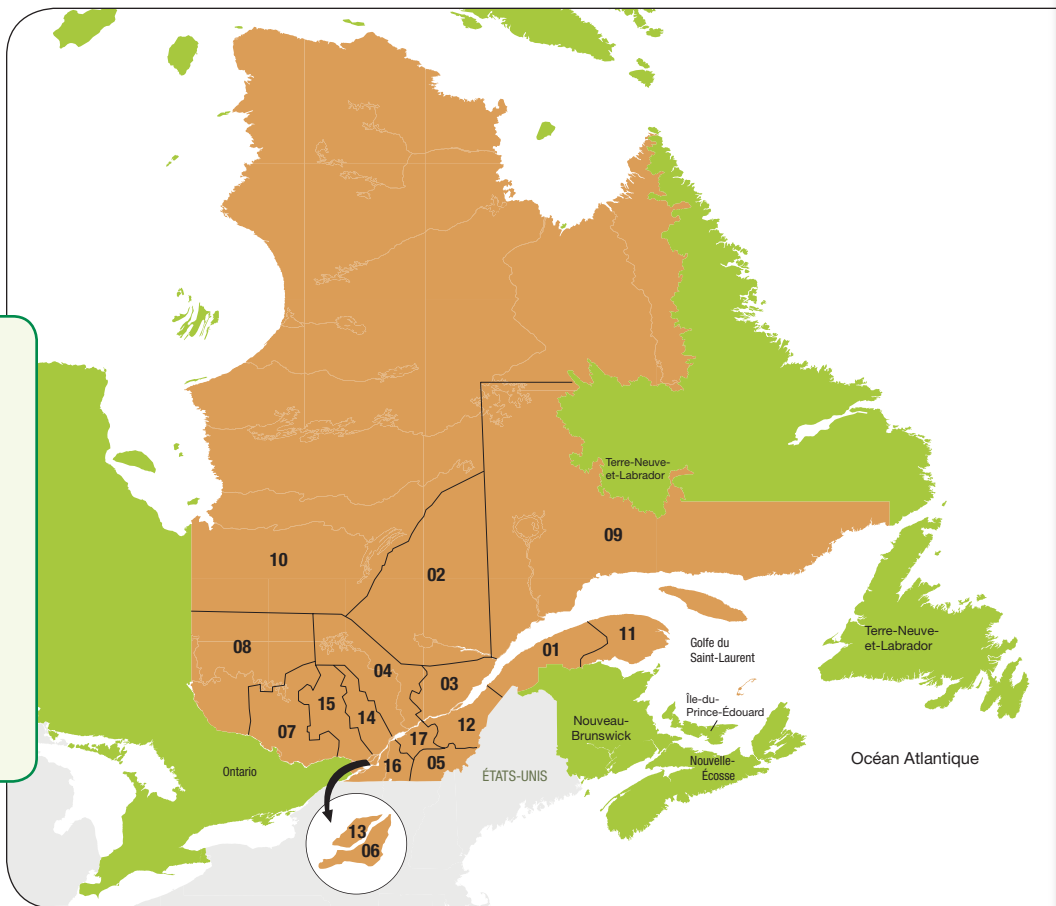 Terre-Neuve-
et-Labrador
09
10
02
08
01
11
Terre-Neuve-
et-Labrador
Golfe du
Saint-Laurent
04
03
15
14
Île-du-
Prince-Édouard
07
12
Nouveau-
Brunswick
17
16
05
Nouvelle-
Écosse
Océan Atlantique
Ontario
ÉTATS-UNIS
13
06